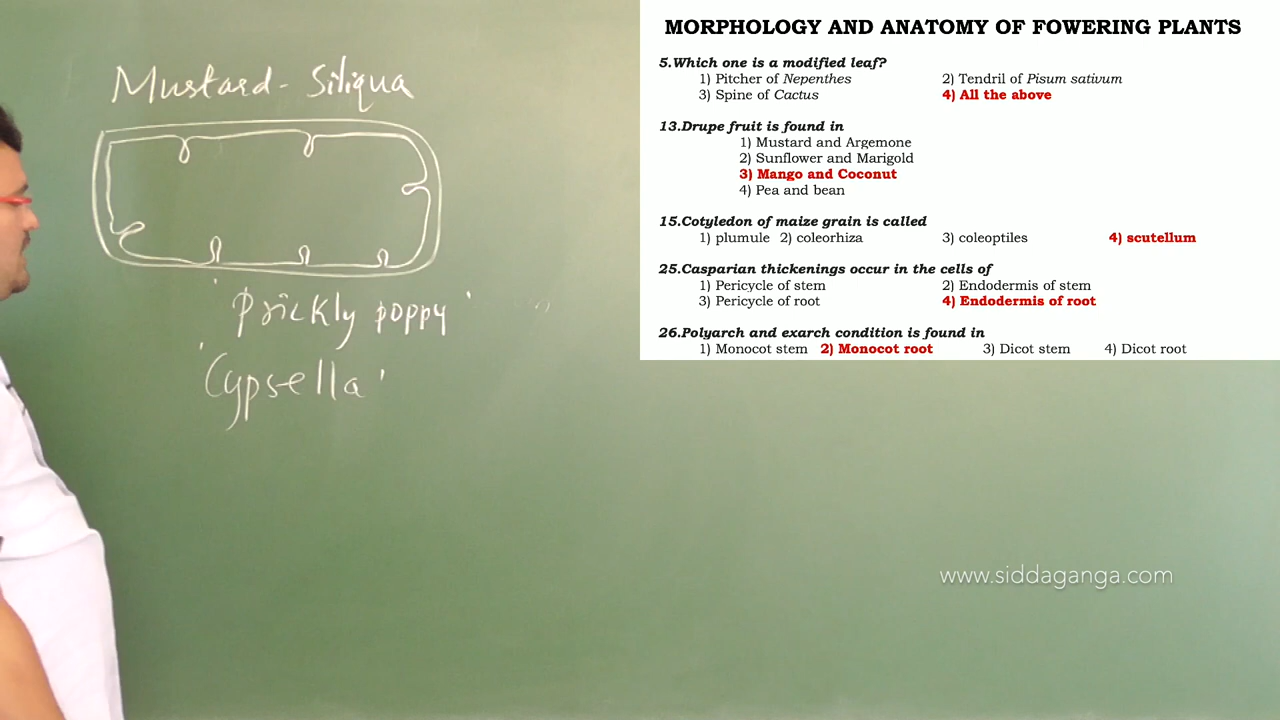 Mustard - Siliqua
'Prickly poppy'
'Cypsella'
MORPHOLOGY AND ANATOMY OF FOWERING PLANTS
5.Which one is a modified leaf?
1) Pitcher of Nepenthes 2) Tendril of Pisum sativum
3) Spine of Cactus 4) All the above
13.Drupe fruit is found in
1) Mustard and Argemone
2) Sunflower and Marigold
3) Mango and Coconut
4) Pea and bean
15.Cotyledon of maize grain is called
1) plumule 2) coleorhiza 3) coleoptiles 4) scutellum
25.Casparian thickenings occur in the cells of
1) Pericycle of stem 2) Endodermis of stem
3) Pericycle of root 4) Endodermis of root
26.Polyarch and exarch condition is found in
1) Monocot stem 2) Monocot root 3) Dicot stem 4) Dicot root
www.siddaganga.com